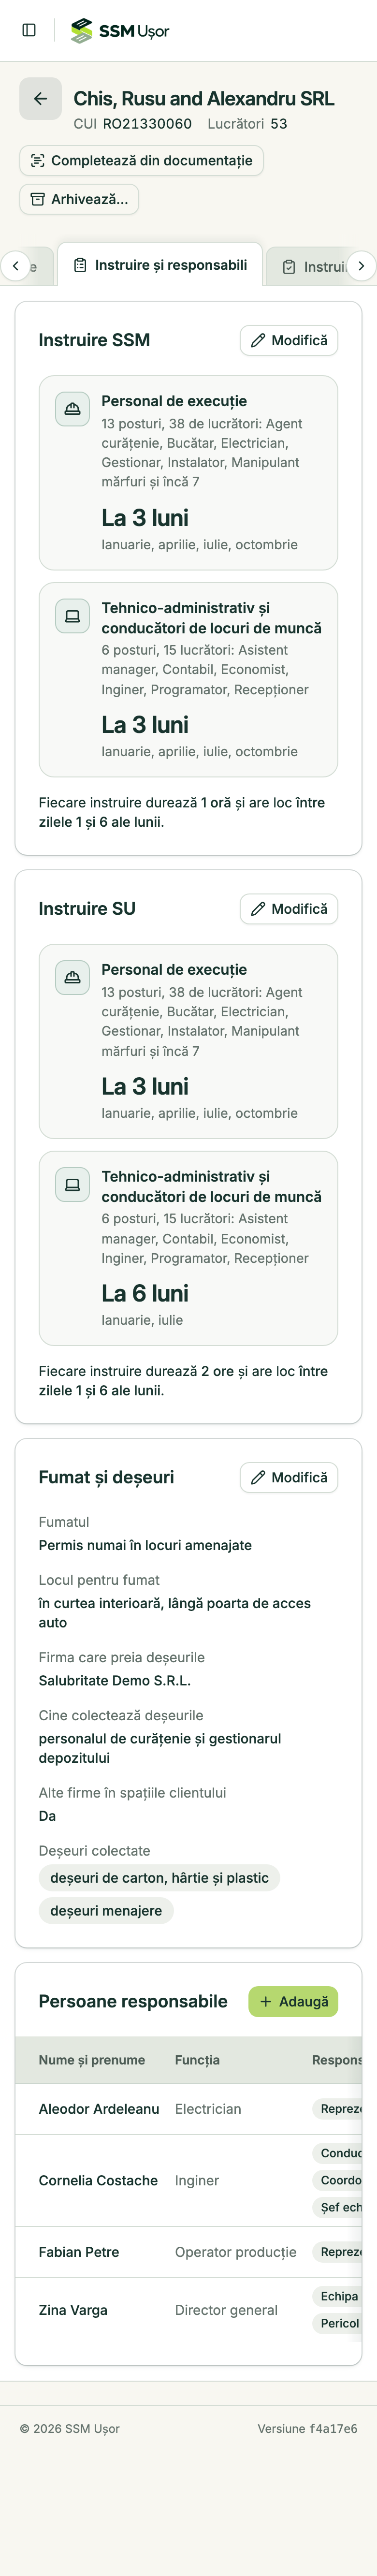 SSM Ușor
Chis, Rusu and Alexandru SRL
CUI RO21330060 Lucrători 53
Completează din documentație
Arhivează...
e
Instruire și responsabili
Instrui
Instruire SSM
Modifică
Personal de execuție
13 posturi, 38 de lucrători: Agent
curățenie, Bucătar, Electrician,
Gestionar, Instalator, Manipulant
mărfuri și încă 7
La 3 luni
Ianuarie, aprilie, iulie, octombrie
Tehnico-administrativ și
conducători de locuri de muncă
6 posturi, 15 lucrători: Asistent
manager, Contabil, Economist,
Inginer, Programator, Recepționer
La 3 luni
Ianuarie, aprilie, iulie, octombrie
Fiecare instruire durează 1 oră și are loc între
zilele 1 și 6 ale lunii.
Instruire SU
Modifică
Personal de execuție
13 posturi, 38 de lucrători: Agent
curățenie, Bucătar, Electrician,
Gestionar, Instalator, Manipulant
mărfuri și încă 7
La 3 luni
Ianuarie, aprilie, iulie, octombrie
Tehnico-administrativ și
conducători de locuri de muncă
6 posturi, 15 lucrători: Asistent
manager, Contabil, Economist,
Inginer, Programator, Recepționer
La 6 luni
Ianuarie, iulie
Fiecare instruire durează 2 ore și are loc între
zilele 1 și 6 ale lunii.
Fumat și deșeuri
Modifică
Fumatul
Permis numai în locuri amenajate
Locul pentru fumat
în curtea interioară, lângă poarta de acces
auto
Firma care preia deșeurile
Salubritate Demo S.R.L.
Cine colectează deșeurile
personalul de curățenie și gestionarul
depozitului
Alte firme în spațiile clientului
Da
Deșeuri colectate
deșeuri de carton, hârtie și plastic
deșeuri menajere
Persoane responsabile
Adaugă
Nume și prenume Funcția Respons
Aleodor Ardeleanu Electrician Repreze
Cornelia Costache Inginer Conduc
Coordo
Șef ech
Fabian Petre Operator producție Repreze
Zina Varga Director general Echipa
Pericol
© 2026 SSM Ușor Versiune f4a17e6